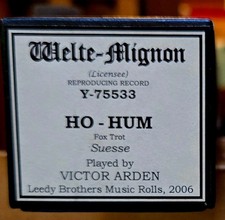 Welte-Mignon
(Licensee)
REPRODUCING RECORD
Y-75533
HO - HUM
Fox Trot
Suesse
Played by
VICTOR ARDEN
Leedy Brothers Music Rolls, 2006